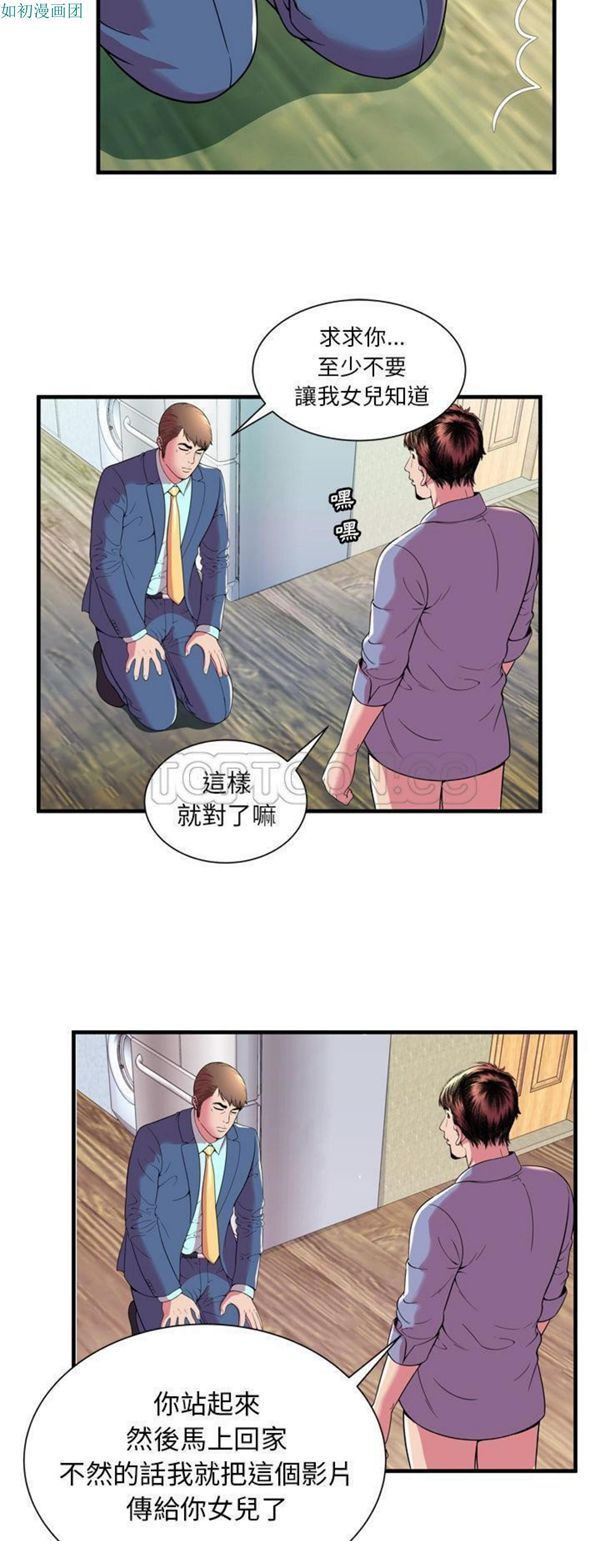 如初漫画团
求求你...
至少不要
讓我女兒知道
嘿
嘿
TOPTOON.CC
這樣
就對了嘛
你站起來
然後馬上回家
不然的話我就把這個影片
傳給你女兒了